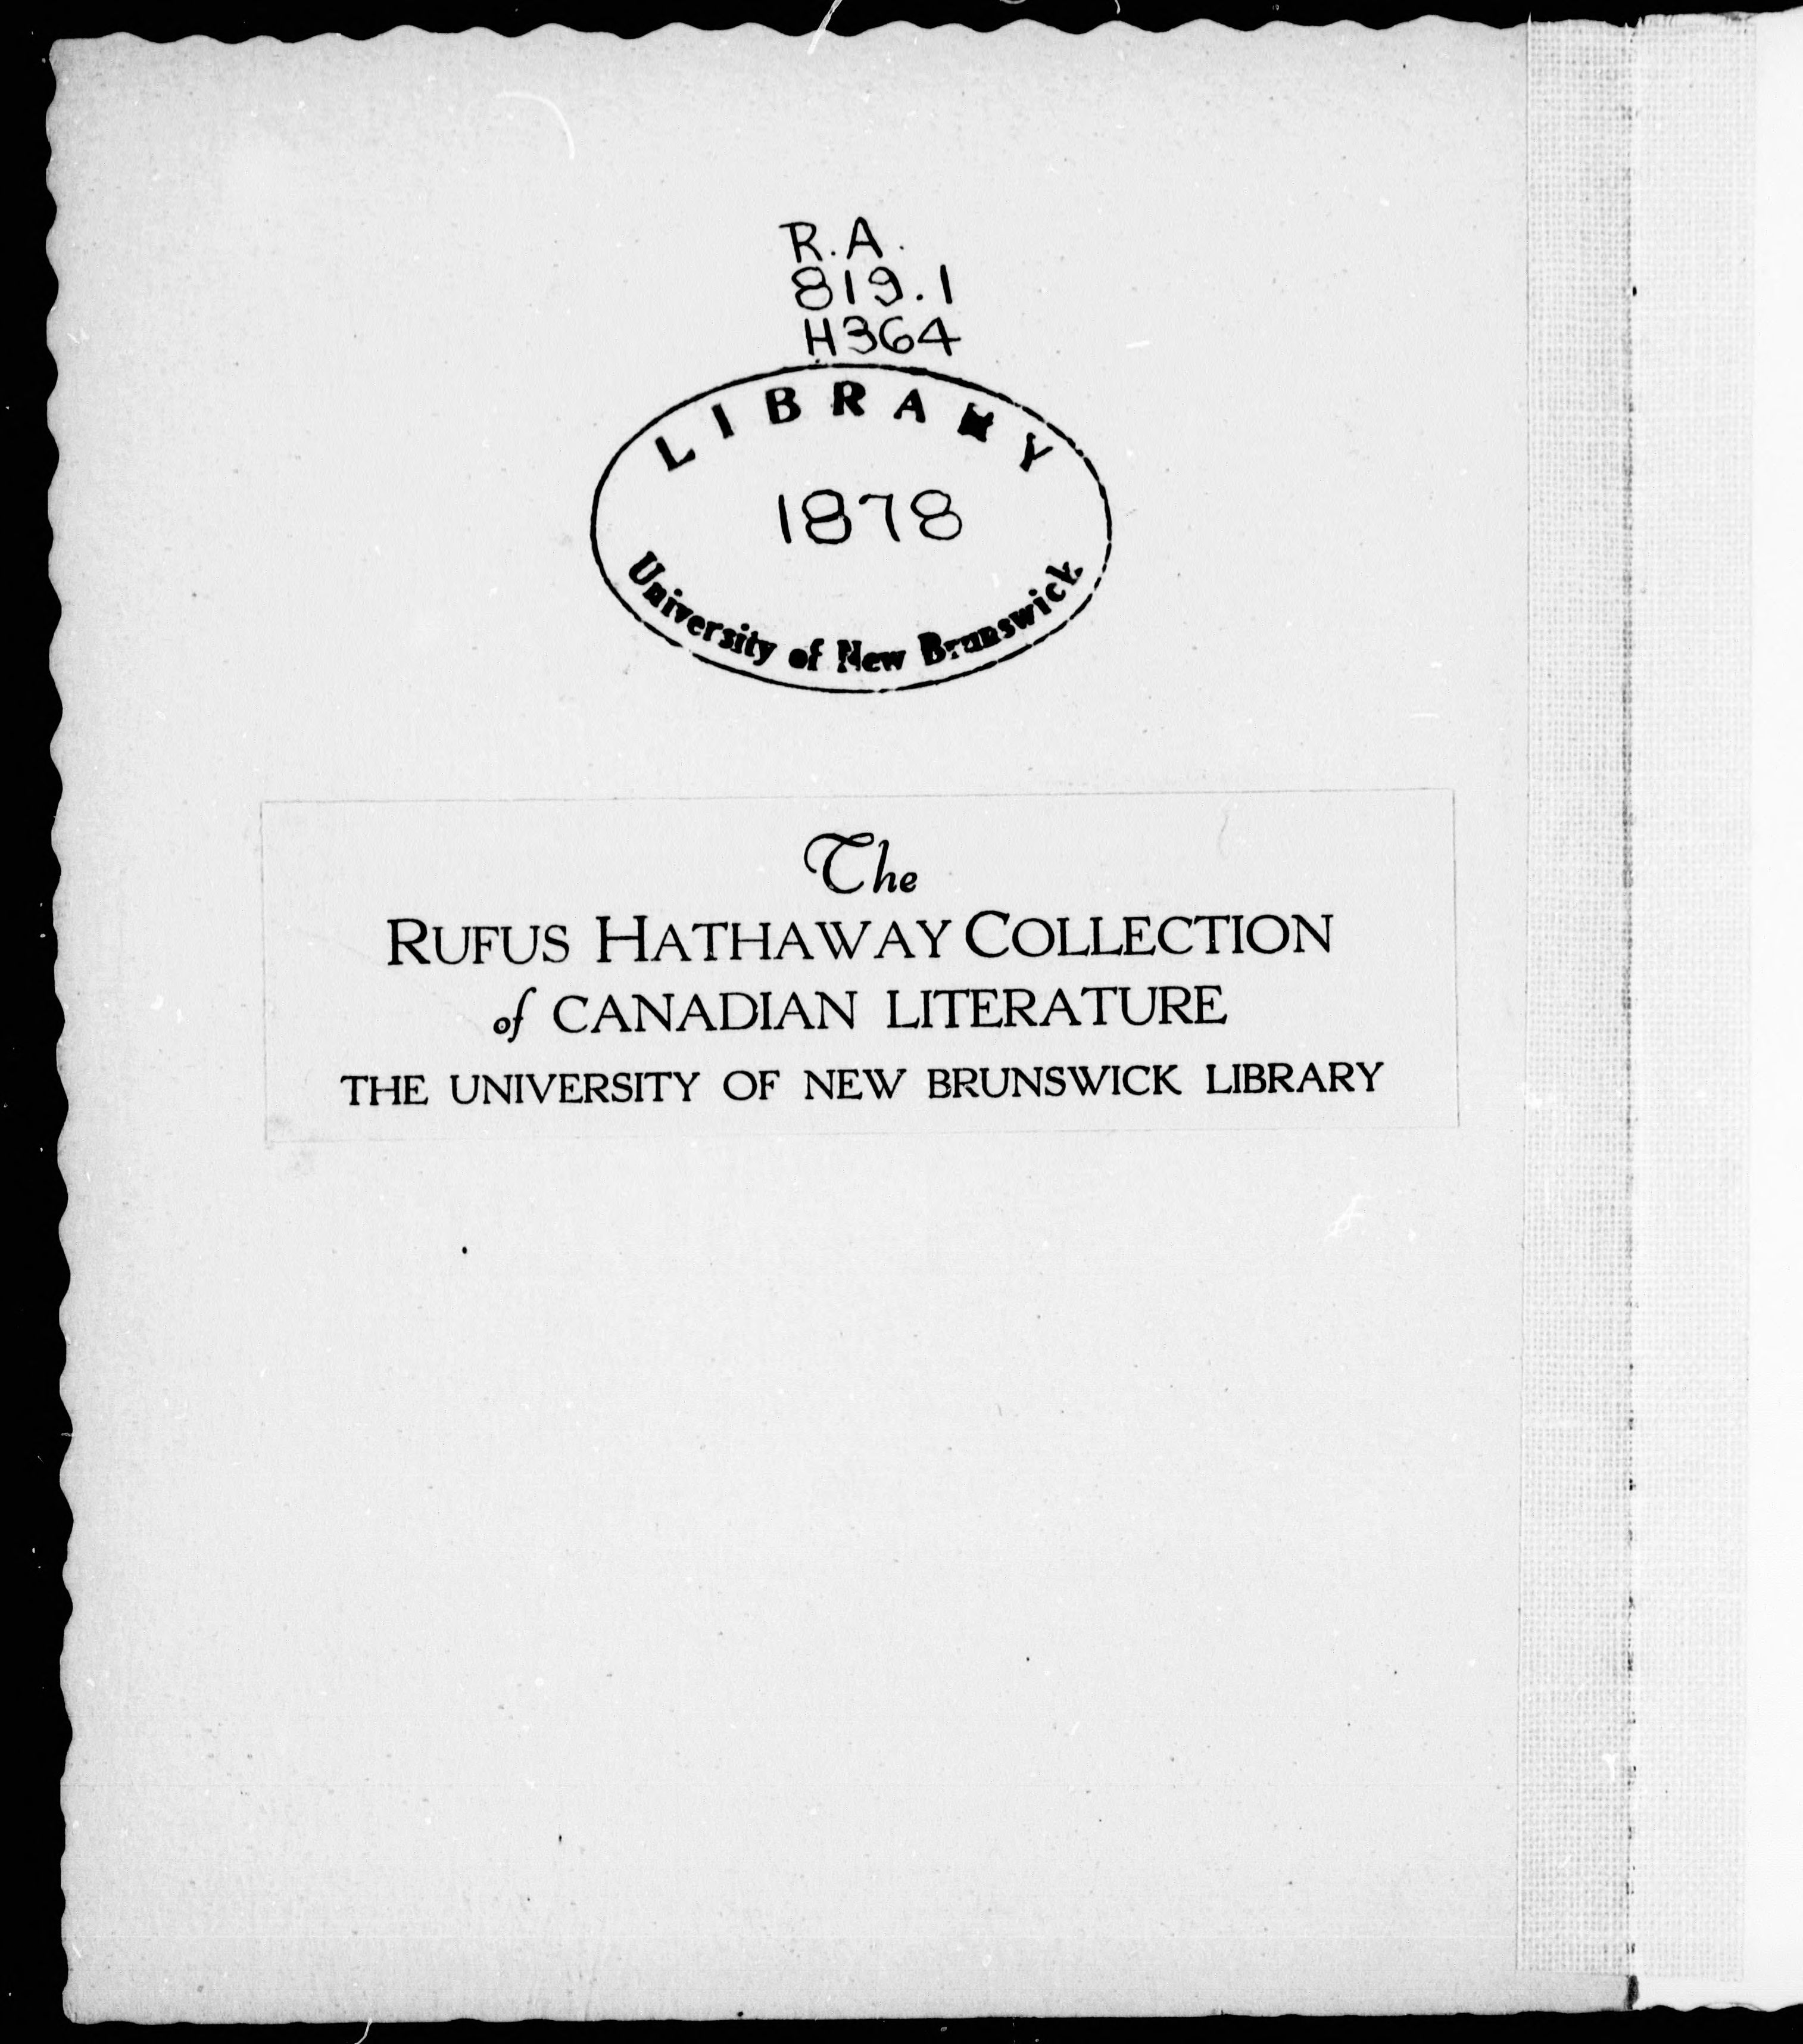 R.A.
819.1
H364
LIBRARY
1878
University of New Brunswick
The
RUFUS HATHAWAY COLLECTION
of CANADIAN LITERATURE
THE UNIVERSITY OF NEW BRUNSWICK LIBRARY